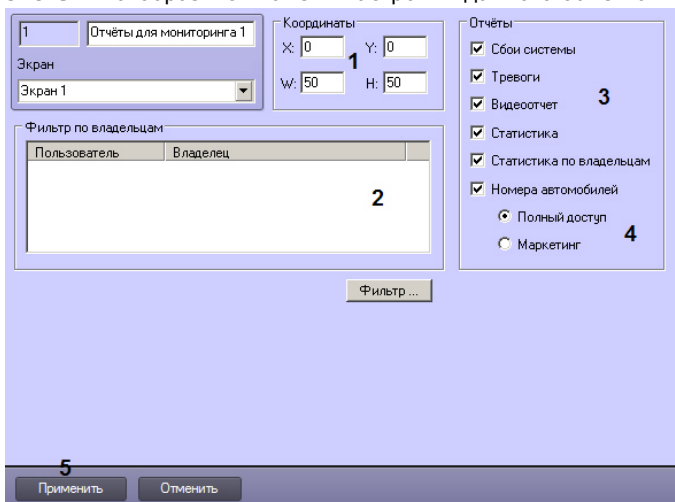 1
Отчёты для мониторинга 1
Экран
Экран 1
Координаты
X: 0
Y: 0
1
W: 50
H: 50
Отчёты
Сбои системы
Тревоги
Видеоотчет
3
Статистика
Статистика по владельцам
Номера автомобилей
Полный доступ
4
Маркетинг
Фильтр по владельцам
Пользователь
Владелец
2
Фильтр ...
5
Применить
Отменить